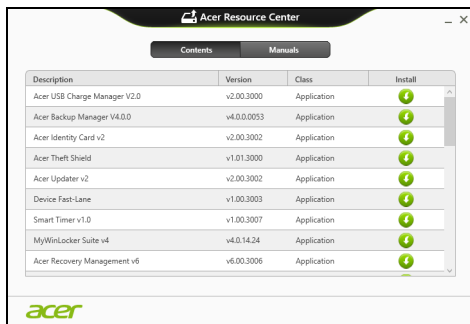 Acer Resource Center
Contents Manuals
Description Version Class Install
Acer USB Charge Manager V2.0 v2.00.3000 Application
Acer Backup Manager V4.0.0 v4.0.0.0053 Application
Acer Identity Card v2 v2.00.3002 Application
Acer Theft Shield v1.01.3000 Application
Acer Updater v2 v2.00.3002 Application
Device Fast-Lane v1.00.3003 Application
Smart Timer v1.0 v1.00.3007 Application
MyWinLocker Suite v4 v4.0.14.24 Application
Acer Recovery Management v6 v6.00.3006 Application
acer